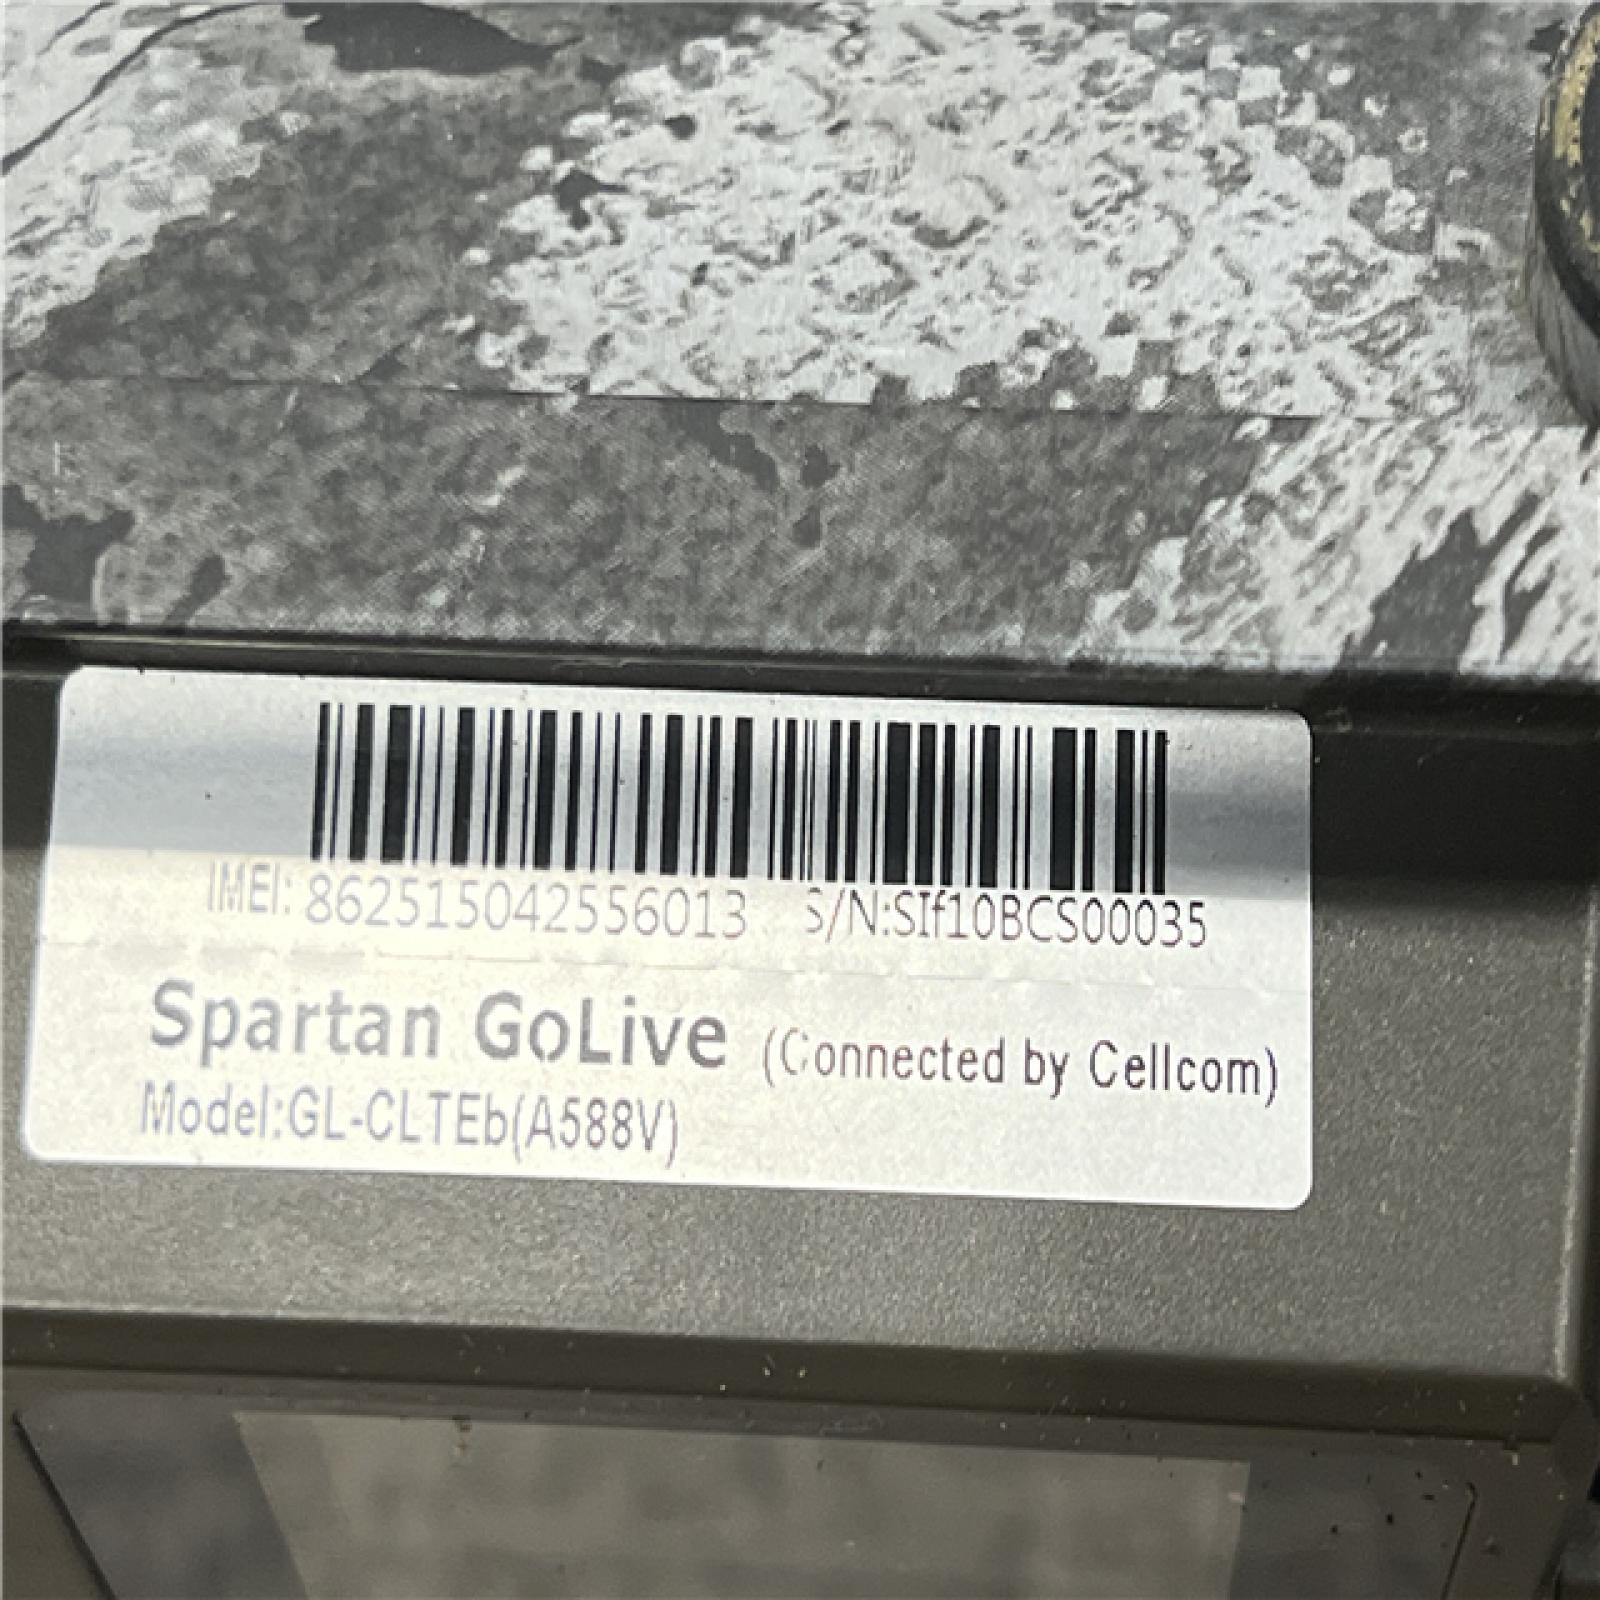 IMEI: 862515042556013 S/N:SIf10BCS00035
Spartan GoLive (Connected by Cellcom)
Model:GL-CLTEb(A588V)